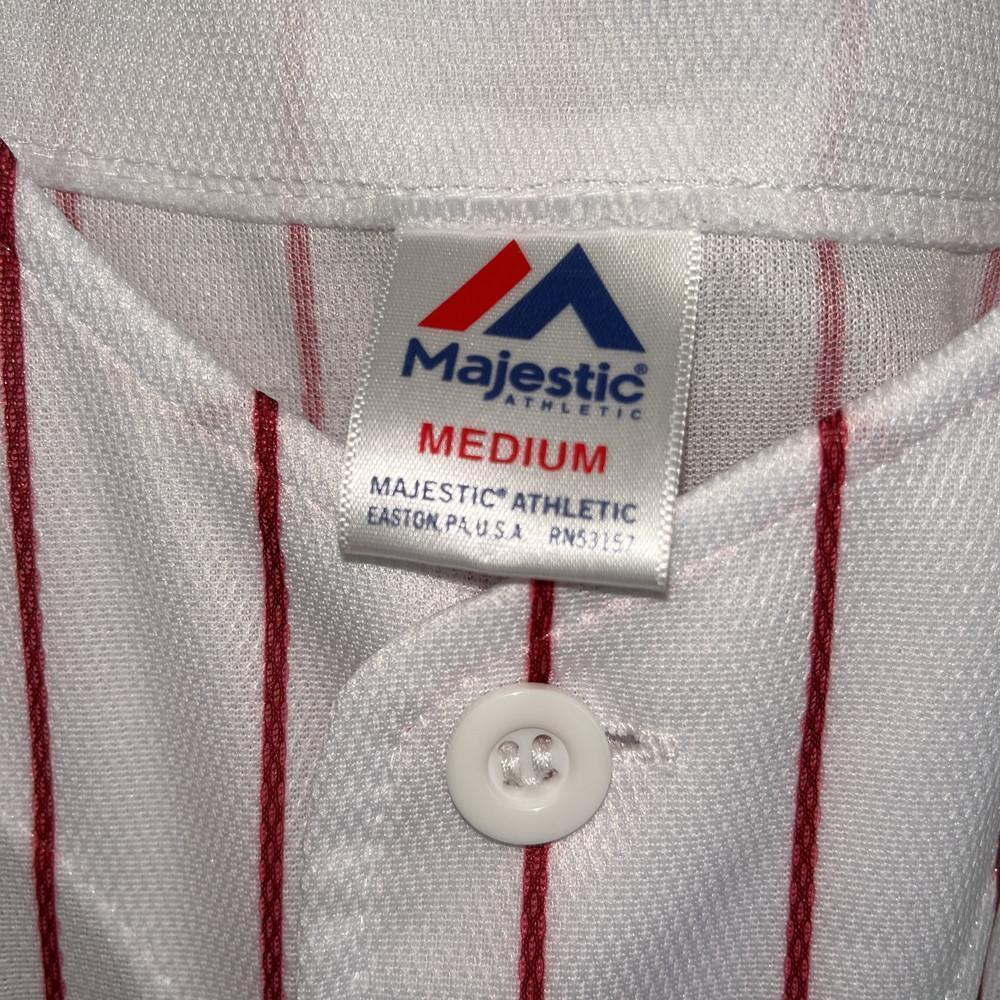 Majestic®
ATHLETIC
MEDIUM
MAJESTIC® ATHLETIC
EASTON, PA, U.S.A RN53157